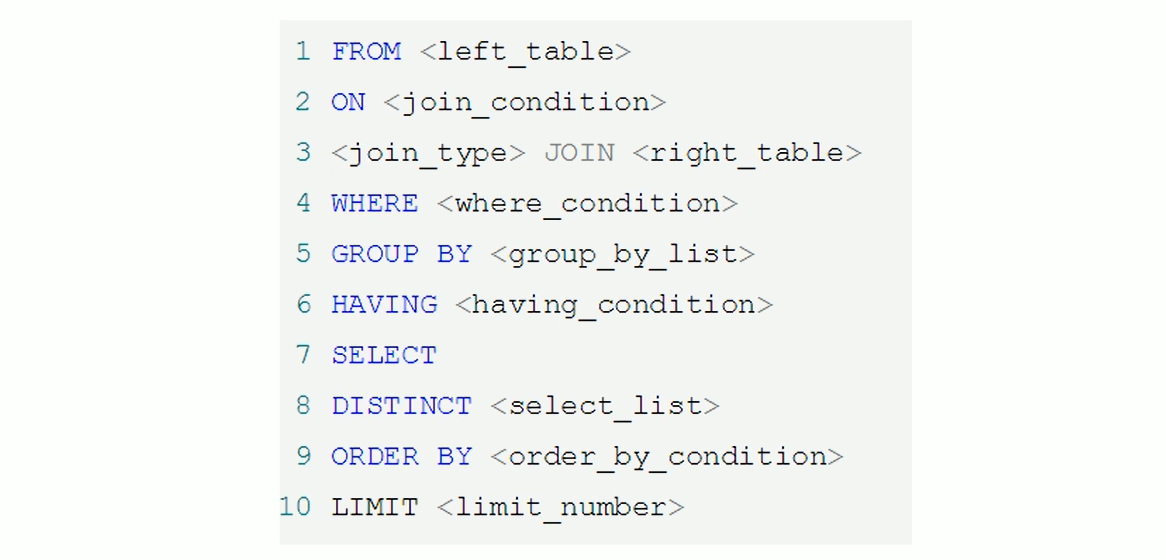 1 FROM <left_table>
2 ON <join_condition>
3 <join_type> JOIN <right_table>
4 WHERE <where_condition>
5 GROUP BY <group_by_list>
6 HAVING <having_condition>
7 SELECT
8 DISTINCT <select_list>
9 ORDER BY <order_by_condition>
10 LIMIT <limit_number>